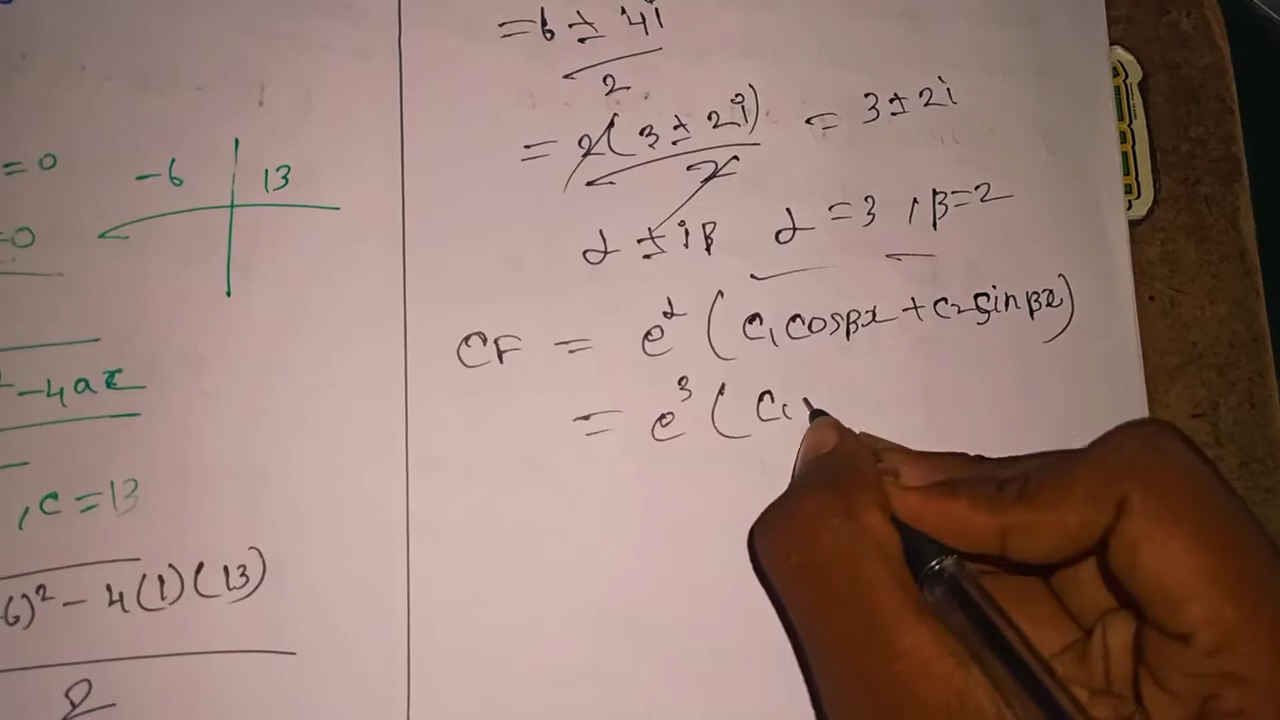 = 0
-6 | 13
= 0
- 4ac
, c = 13
6)² - 4(1)(13)
2
= 6 ± 4i
2
= 2(3 ± 2i) = 3 ± 2i
2
α ± iβ α = 3 , β = 2
CF = e^α (C₁cosβx + C₂sinβx)
= e³ (C₁